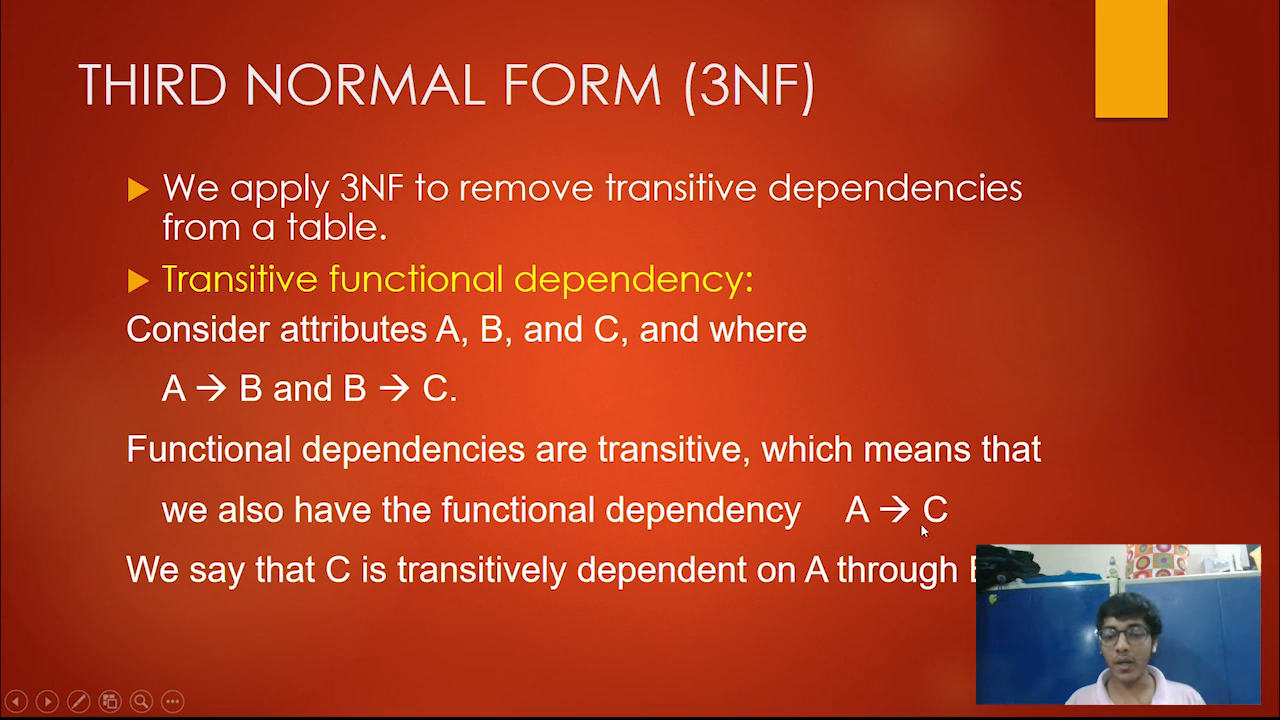 THIRD NORMAL FORM (3NF)
We apply 3NF to remove transitive dependencies
from a table.
Transitive functional dependency:
Consider attributes A, B, and C, and where
A → B and B → C.
Functional dependencies are transitive, which means that
we also have the functional dependency A → C
We say that C is transitively dependent on A through